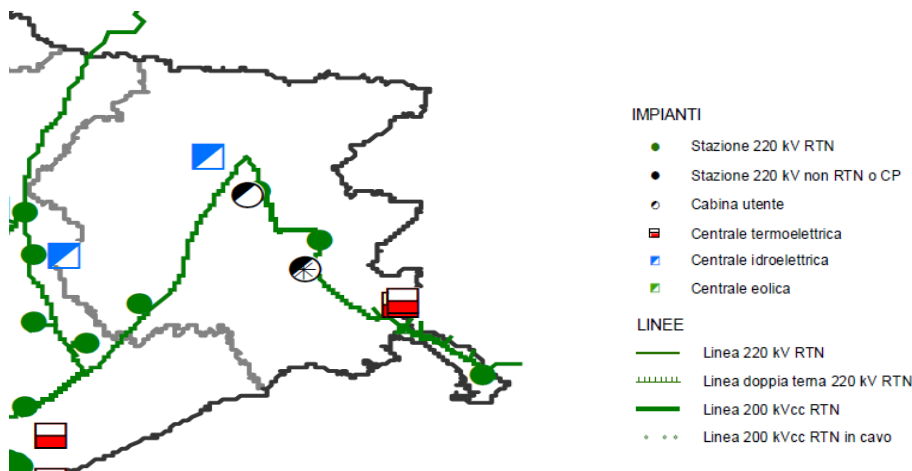 IMPIANTI
Stazione 220 kV RTN
Stazione 220 kV non RTN o CP
Cabina utente
Centrale termoelettrica
Centrale idroelettrica
Centrale eolica
LINEE
Linea 220 kV RTN
Linea doppia terna 220 kV RTN
Linea 200 kVcc RTN
Linea 200 kVcc RTN in cavo